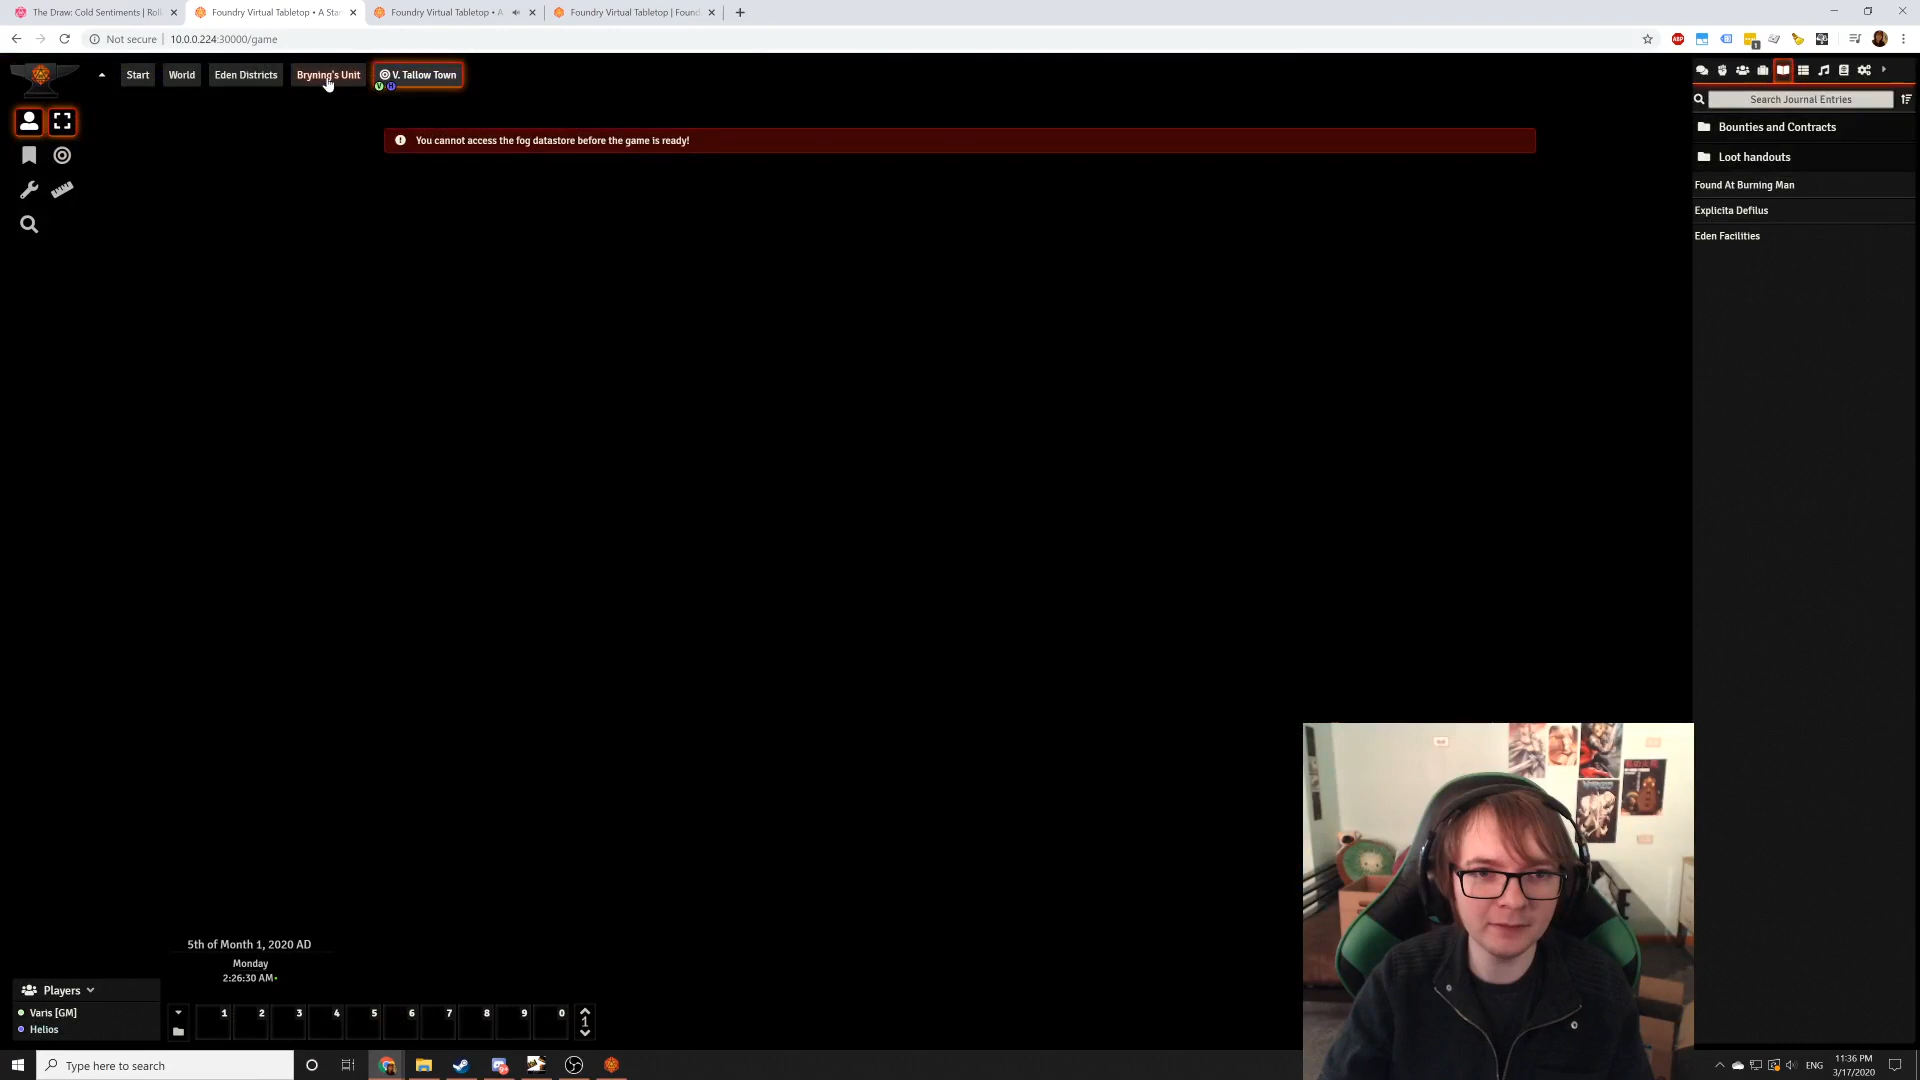 The Draw: Cold Sentiments | Roll
Foundry Virtual Tabletop • A Star
Foundry Virtual Tabletop • A
Foundry Virtual Tabletop | Found
Not secure
10.0.0.224:30000/game
Start
World
Eden Districts
Bryning's Unit
V. Tallow Town
V
H
Search Journal Entries
You cannot access the fog datastore before the game is ready!
Bounties and Contracts
Loot handouts
Found At Burning Man
Explicita Defilus
Eden Facilities
5th of Month 1, 2020 AD
Monday
2:26:30 AM
Players
Varis [GM]
Helios
1 2 3 4 5 6 7 8 9 0
1
Type here to search
ENG
11:36 PM
3/17/2020